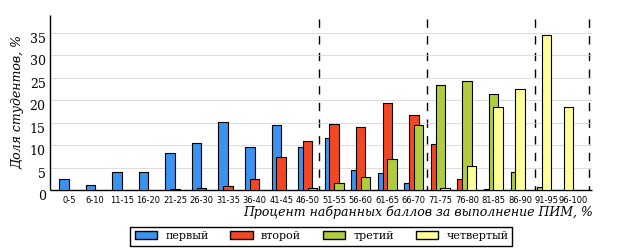 Доля студентов, %
35
30
25
20
15
10
5
0
0-5 6-10 11-15 16-20 21-25 26-30 31-35 36-40 41-45 46-50 51-55 56-60 61-65 66-70 71-75 76-80 81-85 86-90 91-95 96-100
Процент набранных баллов за выполнение ПИМ, %
первый второй третий четвертый